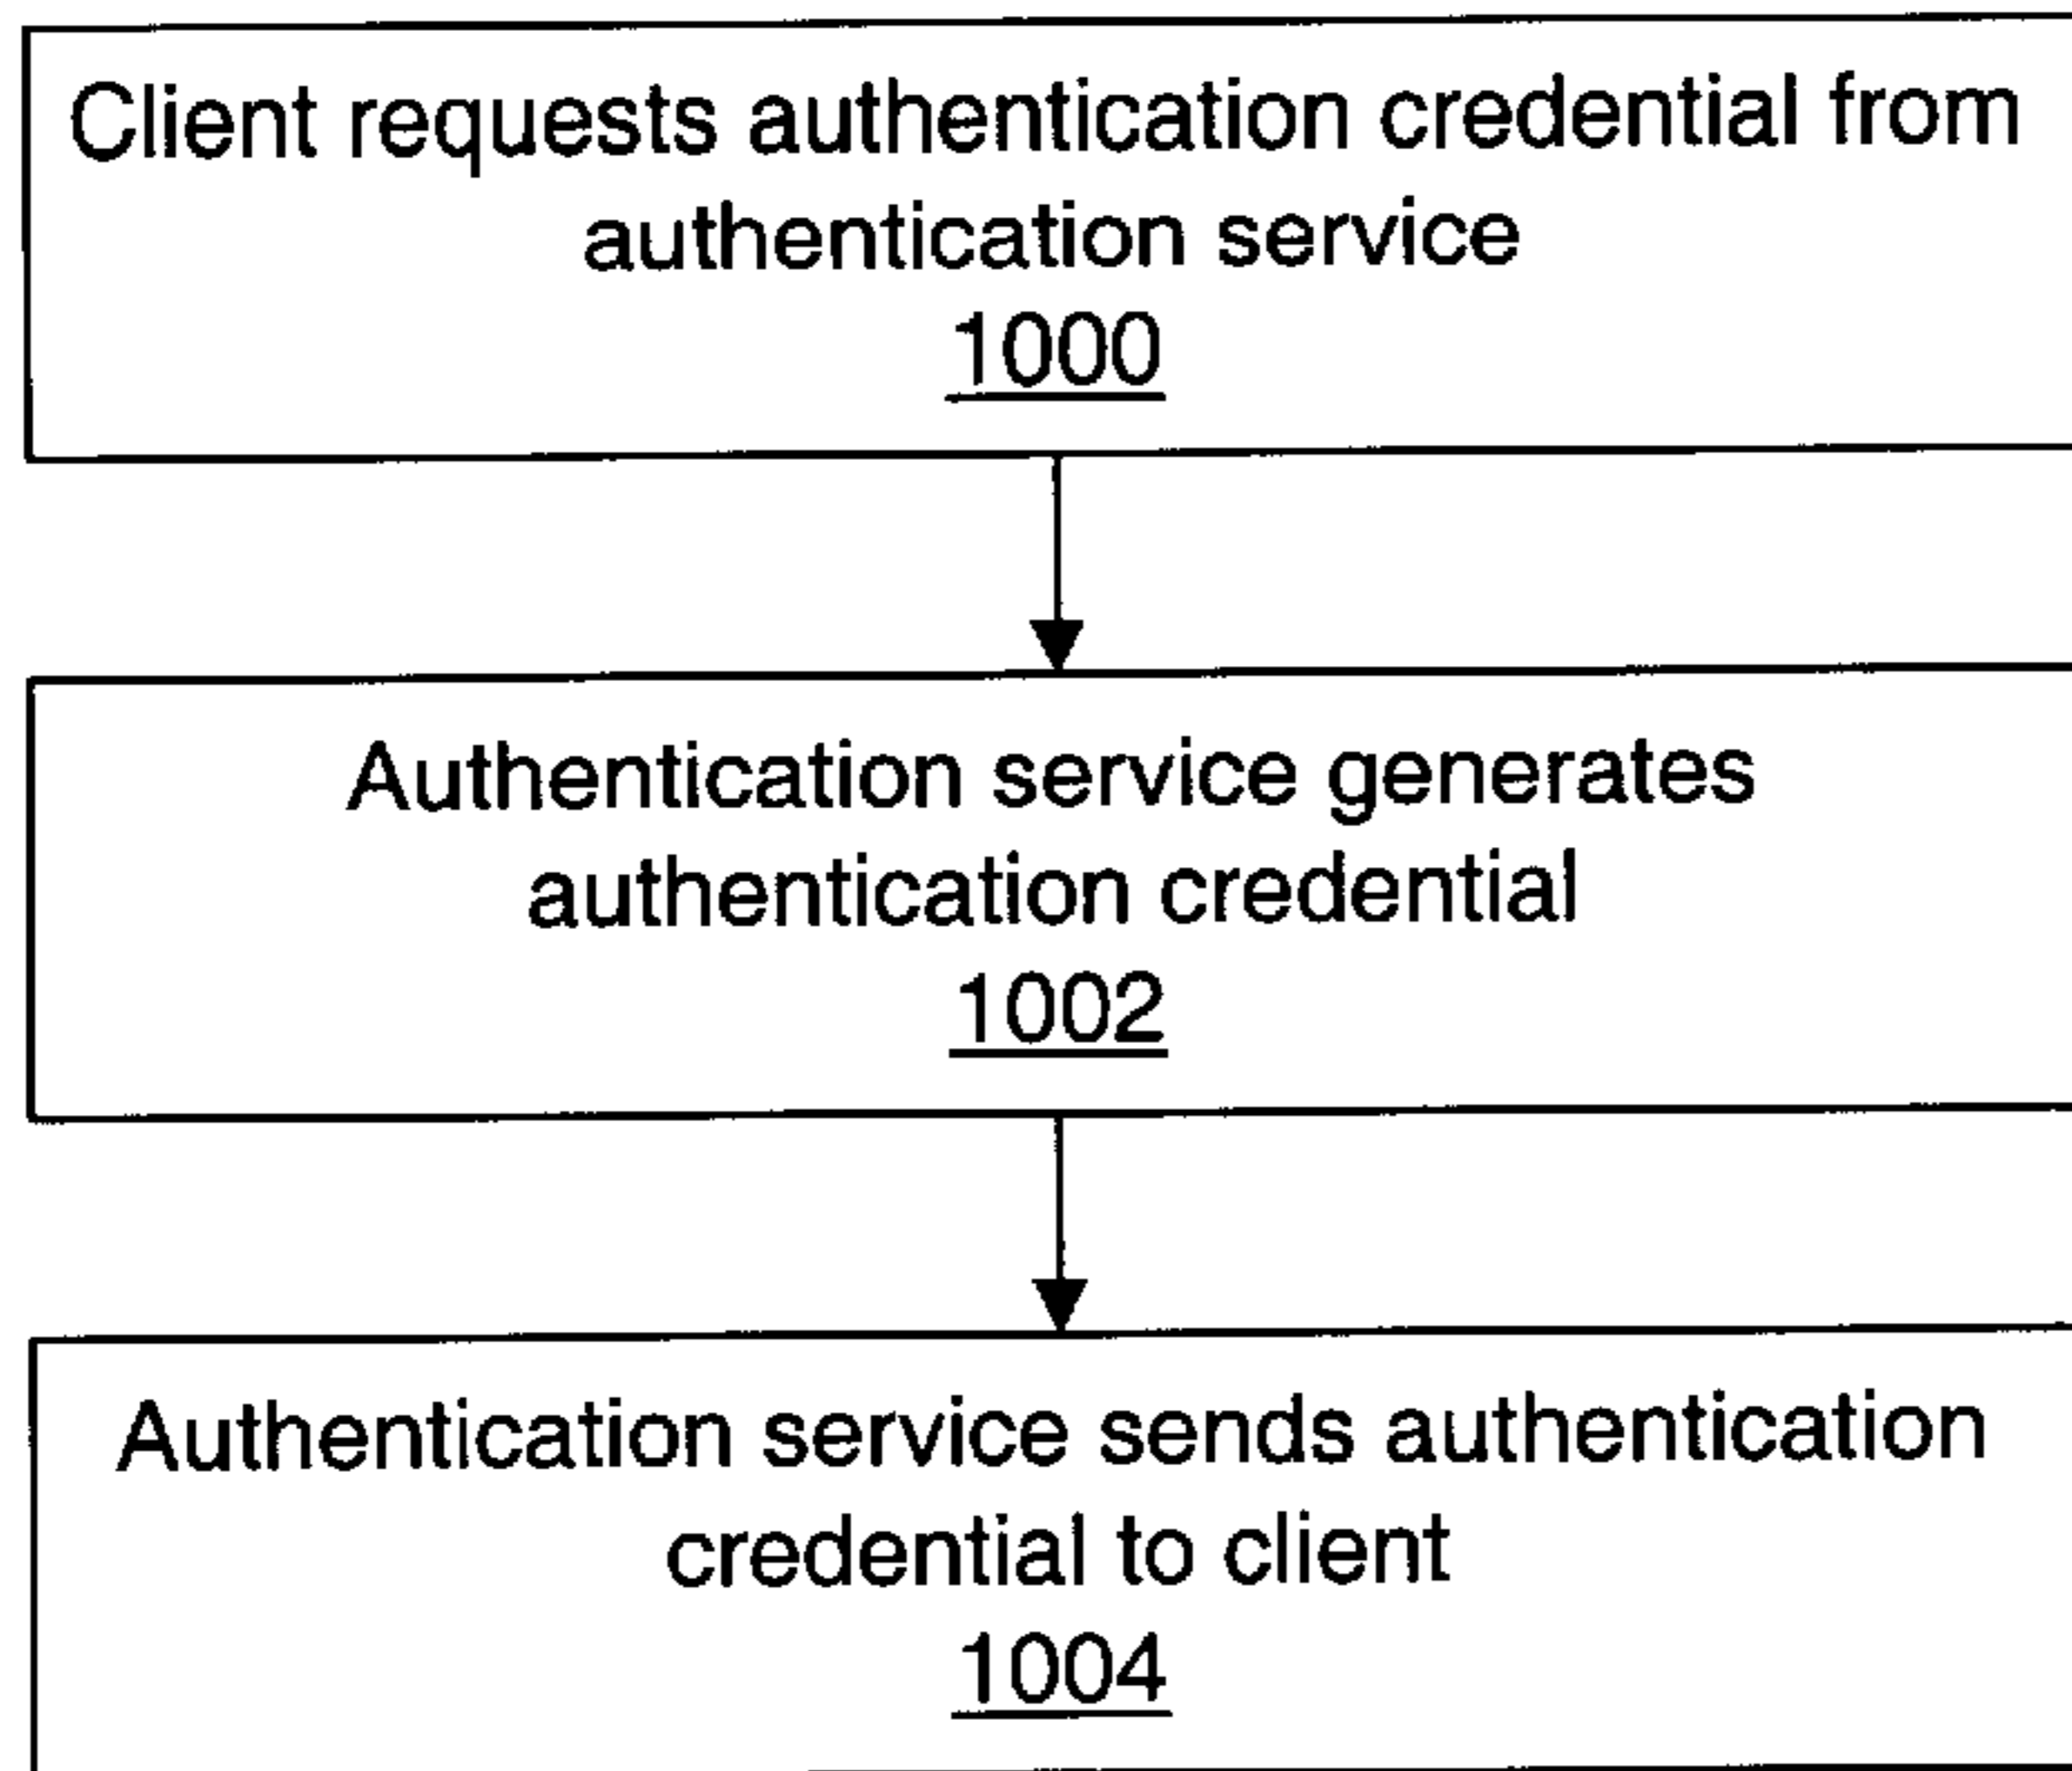 Client requests authentication credential from
authentication service
1000
Authentication service generates
authentication credential
1002
Authentication service sends authentication
credential to client
1004